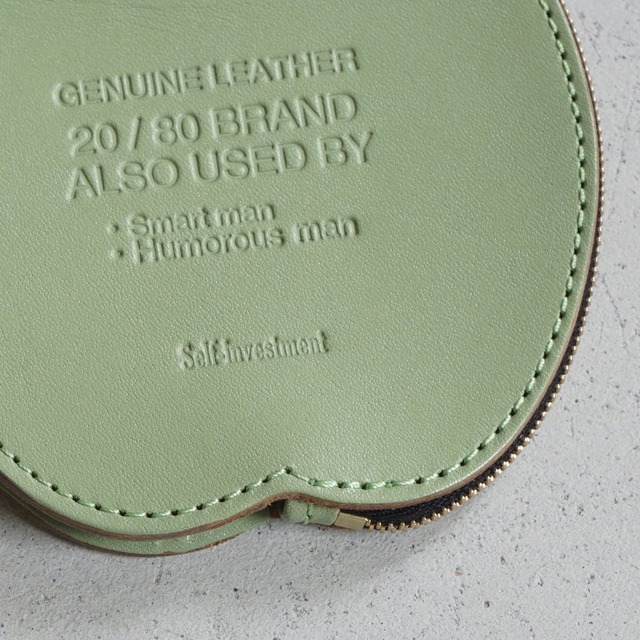 GENUINE LEATHER
20 / 80 BRAND
ALSO USED BY
: Smart man
• Humorous man
Self:investment